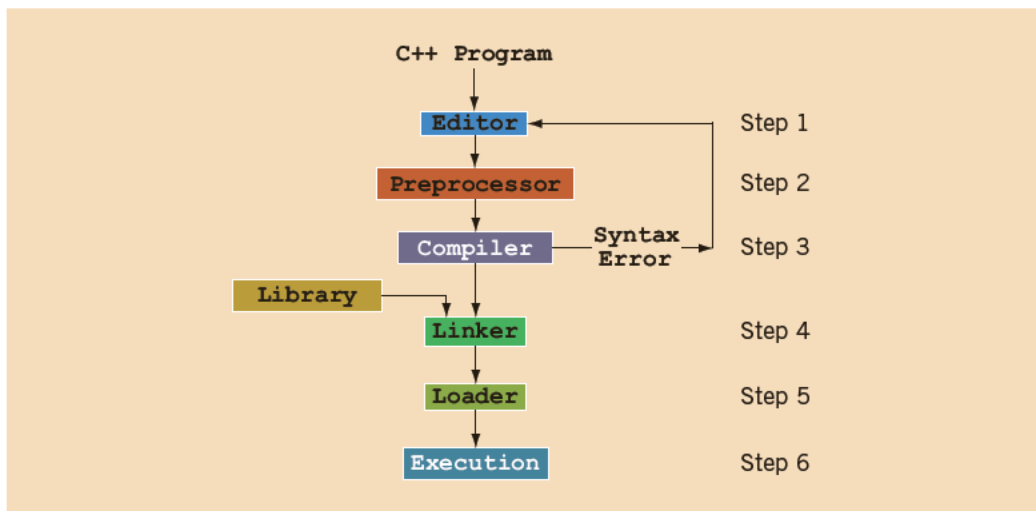 C++ Program
Editor
Step 1
Preprocessor
Step 2
Compiler
Syntax
Error
Step 3
Library
Linker
Step 4
Loader
Step 5
Execution
Step 6